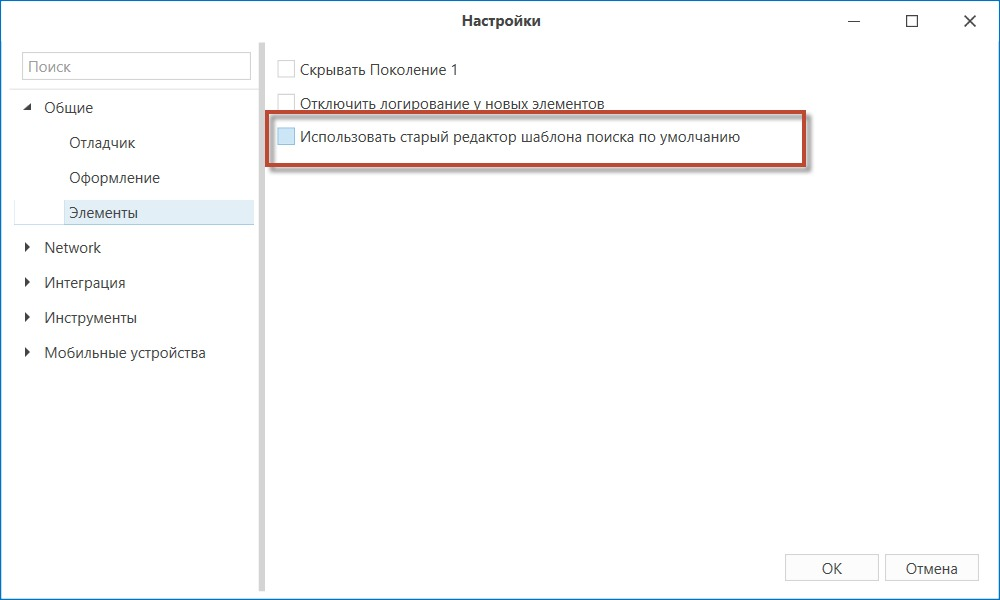 Настройки
Поиск
Общие
Отладчик
Оформление
Элементы
Network
Интеграция
Инструменты
Мобильные устройства
Скрывать Поколение 1
Отключить логирование у новых элементов
Использовать старый редактор шаблона поиска по умолчанию
ОК
Отмена